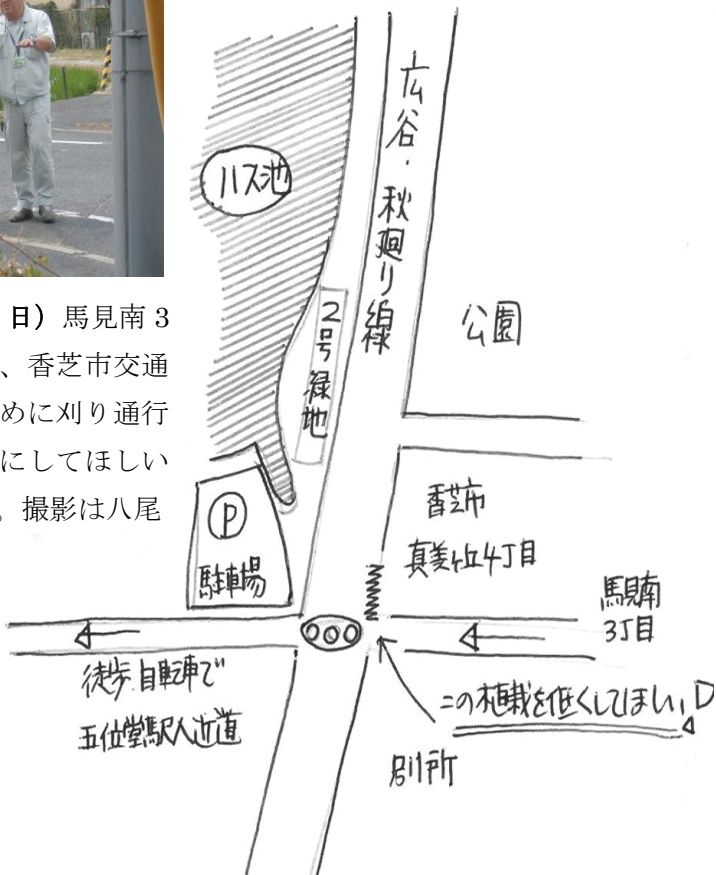 日）馬見南3
、香芝市交通
めに刈り通行
にしてほしい
。撮影は八尾
広谷・秋廻り線
ハス池
公園
2号緑地
P
駐車場
香芝市
真美ヶ丘4丁目
馬見南
3丁目
徒歩.自転車で
五位堂駅へ近道
この植栽を低くしてほしい
別所